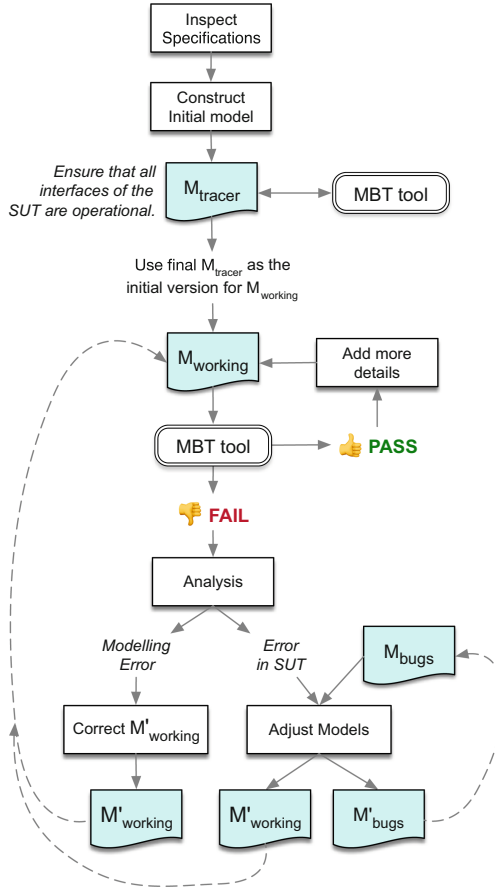 Inspect
Specifications
Construct
Initial model
Ensure that all
interfaces of the
SUT are operational.
Mtracer
MBT tool
Use final Mtracer as the
initial version for Mworking
Mworking
Add more
details
MBT tool
👍 PASS
👎 FAIL
Analysis
Modelling
Error
Error
in SUT
Mbugs
Correct M'working
Adjust Models
M'working
M'working
M'bugs